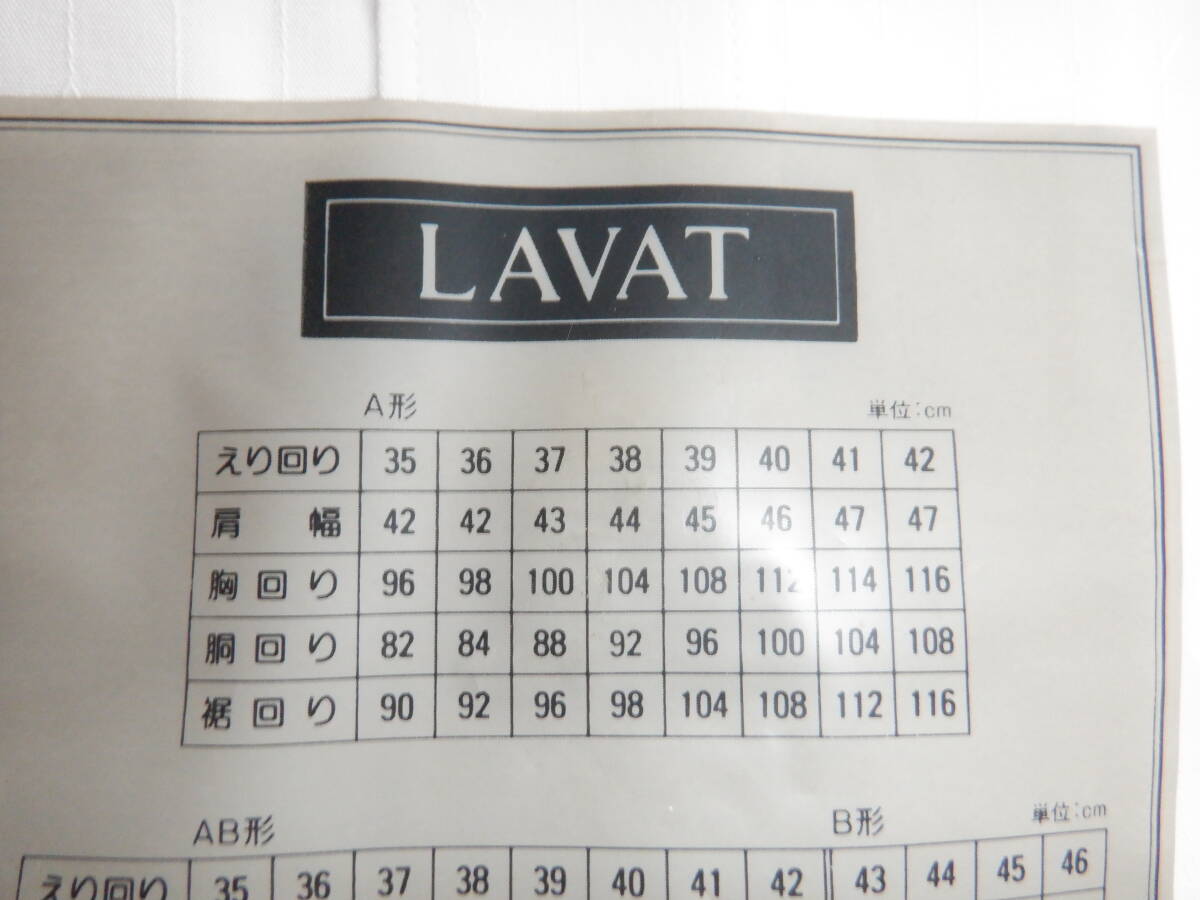 LAVAT
A形 単位:cm
えり回り 35 36 37 38 39 40 41 42
肩幅 42 42 43 44 45 46 47 47
胸回り 96 98 100 104 108 112 114 116
胴回り 82 84 88 92 96 100 104 108
裾回り 90 92 96 98 104 108 112 116
AB形 B形 単位:cm
えり回り 35 36 37 38 39 40 41 42 43 44 45 46